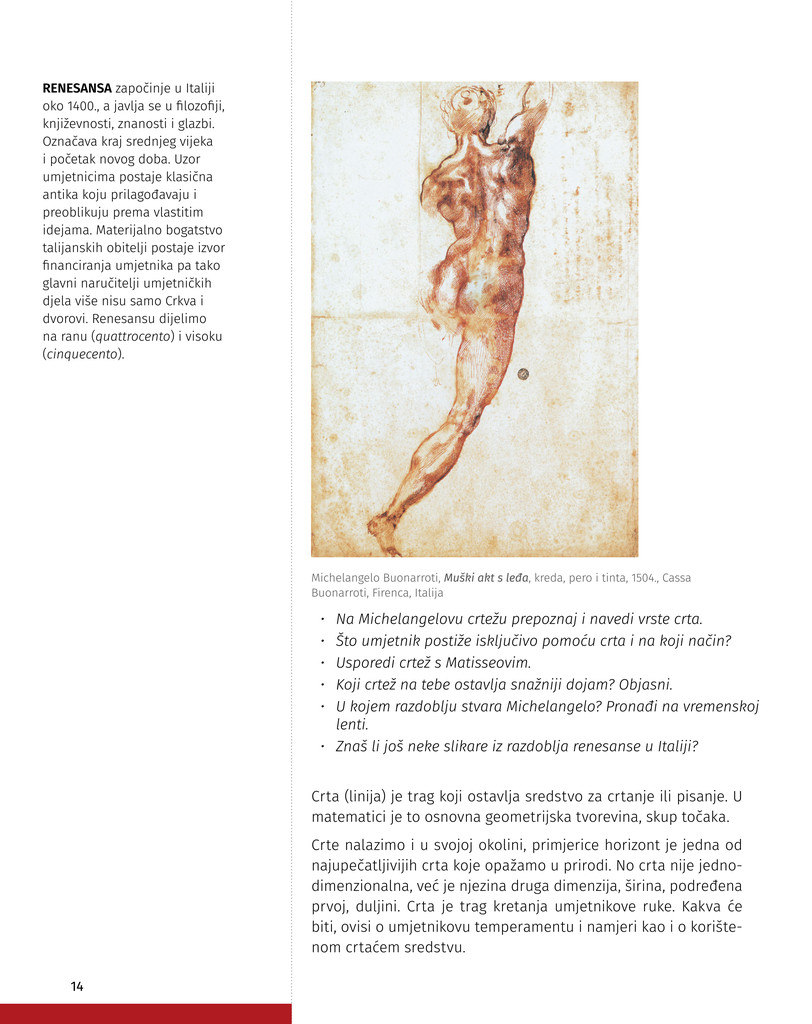 RENESANSA započinje u Italiji
oko 1400., a javlja se u filozofiji,
književnosti, znanosti i glazbi.
Označava kraj srednjeg vijeka
i početak novog doba. Uzor
umjetnicima postaje klasična
antika koju prilagođavaju i
preoblikuju prema vlastitim
idejama. Materijalno bogatstvo
talijanskih obitelji postaje izvor
financiranja umjetnika pa tako
glavni naručitelji umjetničkih
djela više nisu samo Crkva i
dvorovi. Renesansu dijelimo
na ranu (quattrocento) i visoku
(cinquecento).
Michelangelo Buonarroti, Muški akt s leđa, kreda, pero i tinta, 1504., Cassa
Buonarroti, Firenca, Italija
• Na Michelangelovu crtežu prepoznaj i navedi vrste crta.
• Što umjetnik postiže isključivo pomoću crta i na koji način?
• Usporedi crtež s Matisseovim.
• Koji crtež na tebe ostavlja snažniji dojam? Objasni.
• U kojem razdoblju stvara Michelangelo? Pronađi na vremenskoj
lenti.
• Znaš li još neke slikare iz razdoblja renesanse u Italiji?
Crta (linija) je trag koji ostavlja sredstvo za crtanje ili pisanje. U
matematici je to osnovna geometrijska tvorevina, skup točaka.
Crte nalazimo i u svojoj okolini, primjerice horizont je jedna od
najupečatljivijih crta koje opažamo u prirodi. No crta nije jedno-
dimenzionalna, već je njezina druga dimenzija, širina, podređena
prvoj, duljini. Crta je trag kretanja umjetnikove ruke. Kakva će
biti, ovisi o umjetnikovu temperamentu i namjeri kao i o korište-
nom crtaćem sredstvu.
14